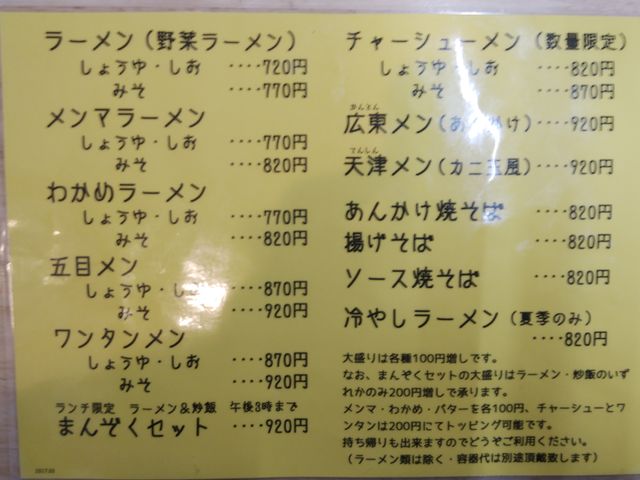 ラーメン（野菜ラーメン）
しょうゆ・しお ････720円
みそ ････770円
メンマラーメン
しょうゆ・しお ････770円
みそ ････820円
わかめラーメン
しょうゆ・しお ････770円
みそ ････820円
五目メン
しょうゆ・しお ････870円
みそ ････920円
ワンタンメン
しょうゆ・しお ････870円
みそ ････920円
ランチ限定 ラーメン＆炒飯 午後3時まで
まんぞくセット ････920円
チャーシューメン（数量限定）
しょうゆ・しお ････820円
みそ ････870円
かんとん
広東メン（あんかけ）････920円
てんしん
天津メン（カニ玉風）････920円
あんかけ焼そば ････820円
揚げそば ････820円
ソース焼そば ････820円
冷やしラーメン（夏季のみ）
････820円
大盛りは各種100円増しです。
なお、まんぞくセットの大盛りはラーメン・炒飯のいず
れかのみ200円増しで承ります。
メンマ・わかめ・バターを各100円、チャーシューとワ
ンタンは200円にてトッピング可能です。
持ち帰りも出来ますのでどうぞご利用ください。
（ラーメン類は除く・容器代は別途頂戴致します）